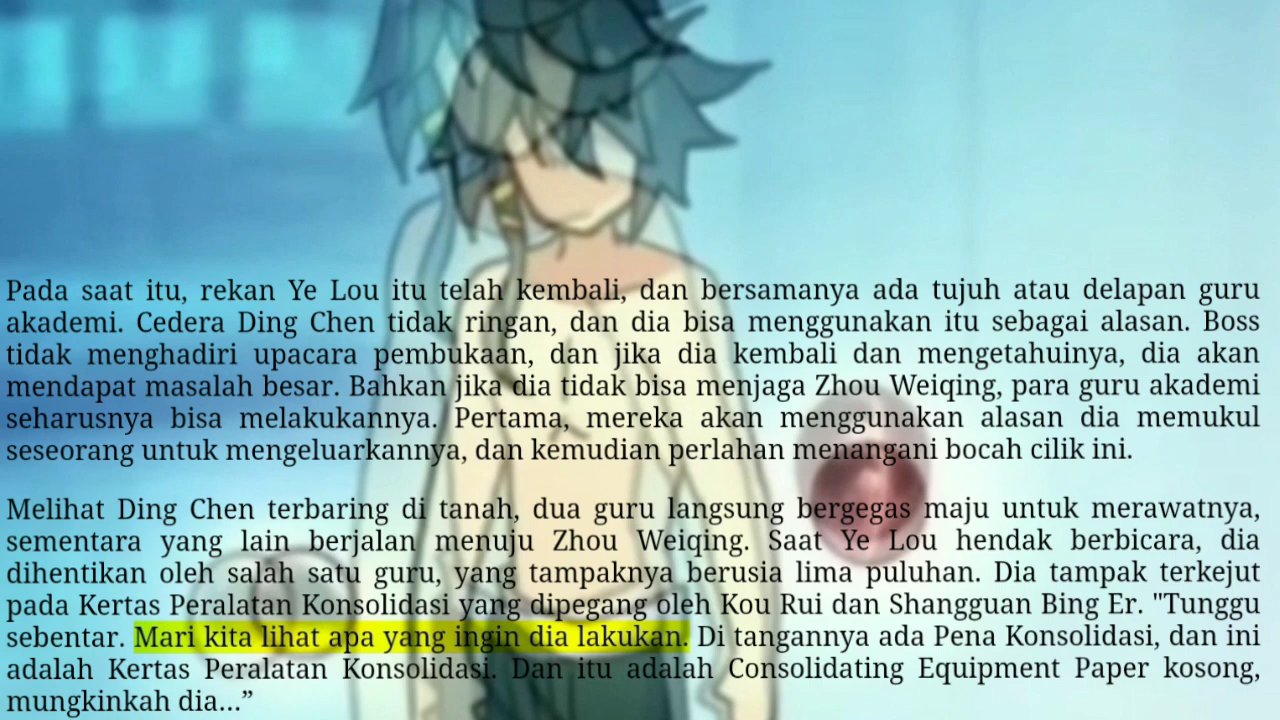 Pada saat itu, rekan Ye Lou itu telah kembali, dan bersamanya ada tujuh atau delapan guru
akademi. Cedera Ding Chen tidak ringan, dan dia bisa menggunakan itu sebagai alasan. Boss
tidak menghadiri upacara pembukaan, dan jika dia kembali dan mengetahuinya, dia akan
mendapat masalah besar. Bahkan jika dia tidak bisa menjaga Zhou Weiqing, para guru akademi
seharusnya bisa melakukannya. Pertama, mereka akan menggunakan alasan dia memukul
seseorang untuk mengeluarkannya, dan kemudian perlahan menangani bocah cilik ini.
Melihat Ding Chen terbaring di tanah, dua guru langsung bergegas maju untuk merawatnya,
sementara yang lain berjalan menuju Zhou Weiqing. Saat Ye Lou hendak berbicara, dia
dihentikan oleh salah satu guru, yang tampaknya berusia lima puluhan. Dia tampak terkejut
pada Kertas Peralatan Konsolidasi yang dipegang oleh Kou Rui dan Shangguan Bing Er. "Tunggu
sebentar. Mari kita lihat apa yang ingin dia lakukan. Di tangannya ada Pena Konsolidasi, dan ini
adalah Kertas Peralatan Konsolidasi. Dan itu adalah Consolidating Equipment Paper kosong,
mungkinkah dia...”